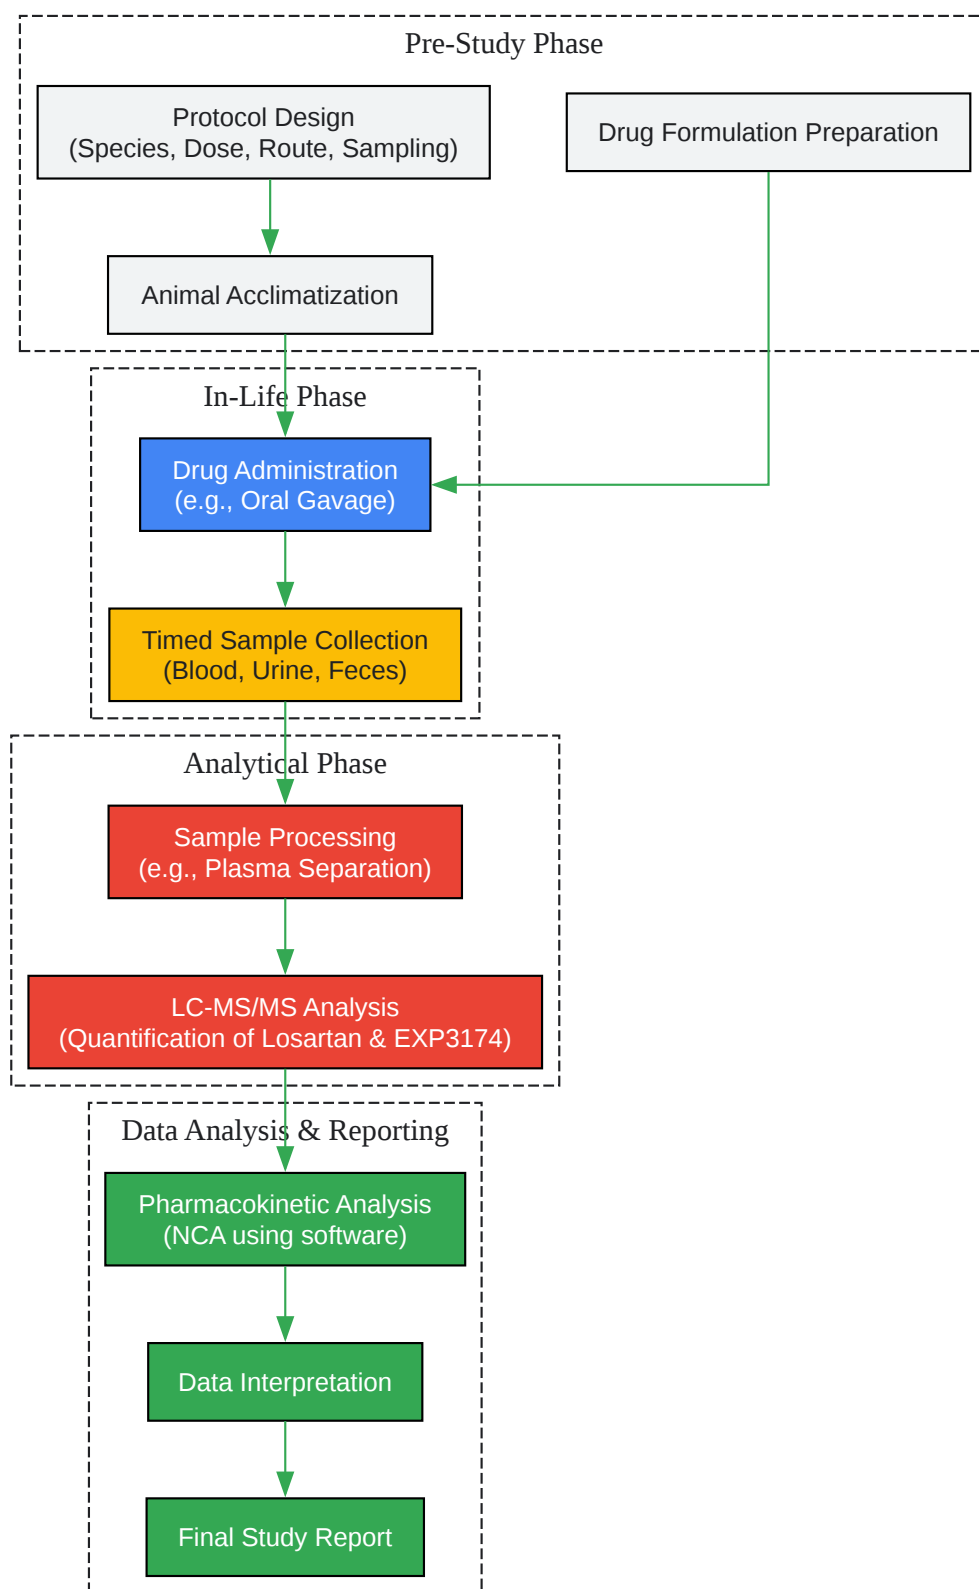 Pre-Study Phase
Protocol Design
(Species, Dose, Route, Sampling)
Drug Formulation Preparation
Animal Acclimatization
In-Life Phase
Drug Administration
(e.g., Oral Gavage)
Timed Sample Collection
(Blood, Urine, Feces)
Analytical Phase
Sample Processing
(e.g., Plasma Separation)
LC-MS/MS Analysis
(Quantification of Losartan & EXP3174)
Data Analysis & Reporting
Pharmacokinetic Analysis
(NCA using software)
Data Interpretation
Final Study Report